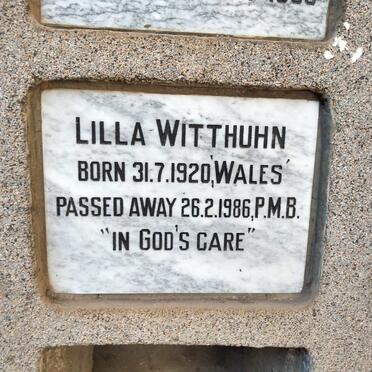 LILLA WITTHUHN
BORN 31.7.1920,'WALES'
PASSED AWAY 26.2.1986,P.M.B.
"IN GOD'S CARE"